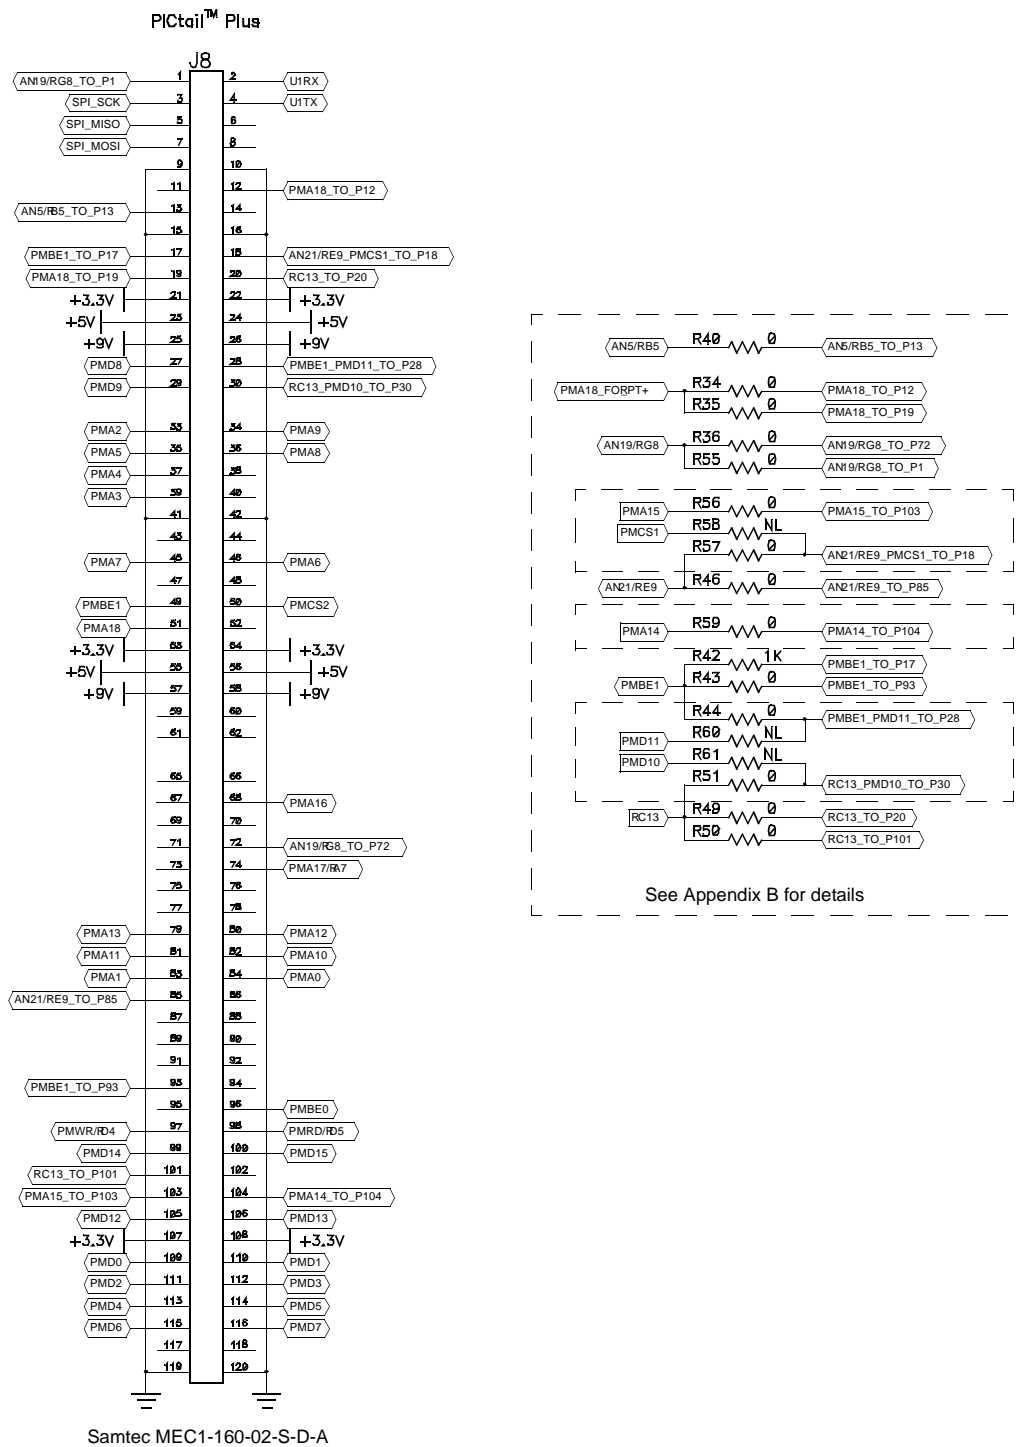 PICtail™ Plus
J8
AN19/RG8_TO_P1 1 2 U1RX
SPI_SCK 3 4 U1TX
SPI_MISO 5 6
SPI_MOSI 7 8
9 10
11 12 PMA18_TO_P12
AN5/RB5_TO_P13 13 14
15 16
PMBE1_TO_P17 17 18 AN21/RE9_PMCS1_TO_P18
PMA18_TO_P19 19 20 RC13_TO_P20
+3.3V 21 22 +3.3V
+5V 23 24 +5V
+9V 25 26 +9V
PMD8 27 28 PMBE1_PMD11_TO_P28
PMD9 29 30 RC13_PMD10_TO_P30
PMA2 33 34 PMA9
PMA5 35 36 PMA8
PMA4 37 38
PMA3 39 40
41 42
43 44
PMA7 45 46 PMA6
47 48
PMBE1 49 50 PMCS2
PMA18 51 52
+3.3V 53 54 +3.3V
+5V 55 56 +5V
+9V 57 58 +9V
59 60
61 62
65 66
67 68 PMA16
69 70
71 72 AN19/RG8_TO_P72
73 74 PMA17/RA7
75 76
77 78
PMA13 79 80 PMA12
PMA11 81 82 PMA10
PMA1 83 84 PMA0
AN21/RE9_TO_P85 85 86
87 88
89 90
91 92
PMBE1_TO_P93 93 94
95 96 PMBE0
PMWR/RD4 97 98 PMRD/RD5
PMD14 99 100 PMD15
RC13_TO_P101 101 102
PMA15_TO_P103 103 104 PMA14_TO_P104
PMD12 105 106 PMD13
+3.3V 107 108 +3.3V
PMD0 109 110 PMD1
PMD2 111 112 PMD3
PMD4 113 114 PMD5
PMD6 115 116 PMD7
117 118
119 120
Samtec MEC1-160-02-S-D-A
AN5/RB5 R40 0 AN5/RB5_TO_P13
PMA18_FORPT+ R34 0 PMA18_TO_P12
R35 0 PMA18_TO_P19
AN19/RG8 R36 0 AN19/RG8_TO_P72
R55 0 AN19/RG8_TO_P1
PMA15 R56 0 PMA15_TO_P103
PMCS1 R58 NL
R57 0 AN21/RE9_PMCS1_TO_P18
AN21/RE9 R46 0 AN21/RE9_TO_P85
PMA14 R59 0 PMA14_TO_P104
R42 1K PMBE1_TO_P17
PMBE1 R43 0 PMBE1_TO_P93
R44 0 PMBE1_PMD11_TO_P28
PMD11 R60 NL
PMD10 R61 NL
R51 0 RC13_PMD10_TO_P30
RC13 R49 0 RC13_TO_P20
R50 0 RC13_TO_P101
See Appendix B for details